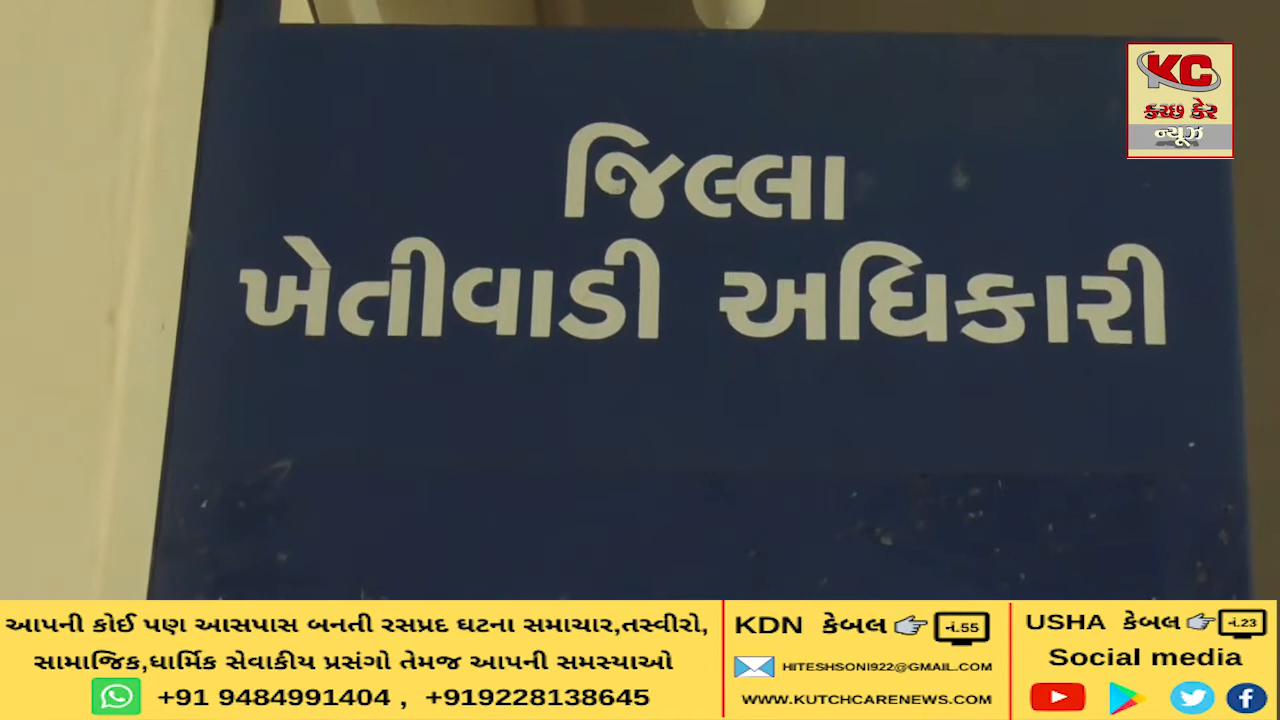 KC
કચ્છ કેર
ન્યૂઝ
જિલ્લા
ખેતીવાડી અધિકારી
આપની કોઈ પણ આસપાસ બનતી રસપ્રદ ઘટના સમાચાર,તસ્વીરો,
સામાજિક,ધાર્મિક સેવાકીય પ્રસંગો તેમજ આપની સમસ્યાઓ
+91 9484991404 , +919228138645
KDN કેબલ નં.55
HITESHSONI922@GMAIL.COM
WWW.KUTCHCARENEWS.COM
USHA કેબલ નં.23
Social media